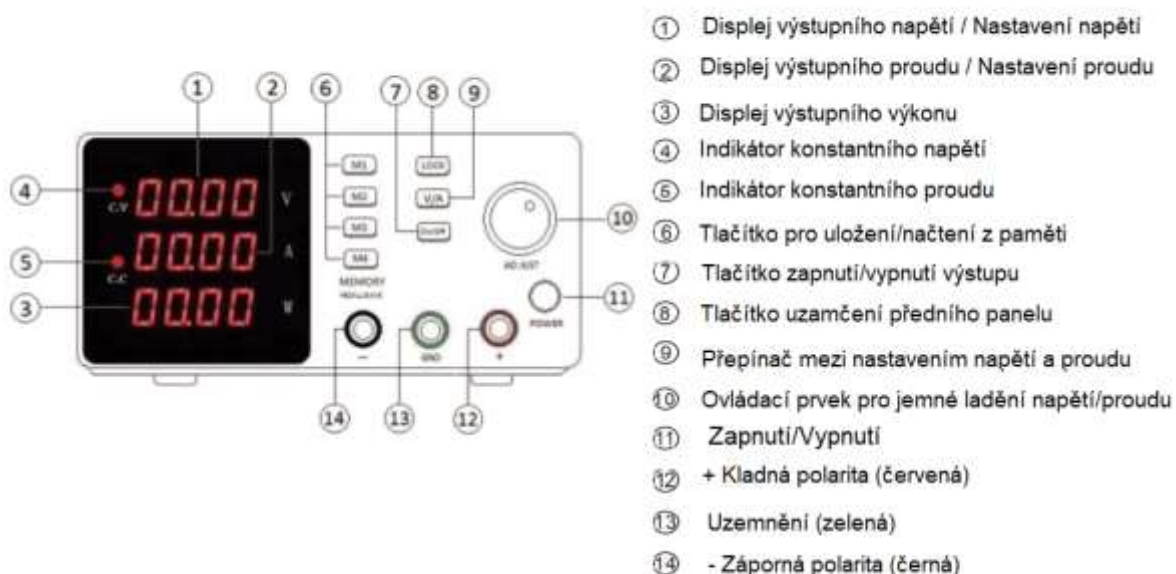 ① Displej výstupního napětí / Nastavení napětí
② Displej výstupního proudu / Nastavení proudu
③ Displej výstupního výkonu
④ Indikátor konstantního napětí
⑥ Indikátor konstantního proudu
⑥ Tlačítko pro uložení/načtení z paměti
⑦ Tlačítko zapnutí/vypnutí výstupu
⑧ Tlačítko uzamčení předního panelu
⑨ Přepínač mezi nastavením napětí a proudu
⑩ Ovládací prvek pro jemné ladění napětí/proudu
⑪ Zapnutí/Vypnutí
⑫ + Kladná polarita (červená)
⑬ Uzemnění (zelená)
⑭ - Záporná polarita (černá)
① ② ⑥ ⑦ ⑧ ⑨
④ C.V 00.00 V
⑤ C.C 00.00 A
③ 00.00 W
M1
M2
M3
M4
MEMORY
LOCK
V/A
On/Off
ADJUST
⑩
POWER
⑪
− GND +
⑭ ⑬ ⑫